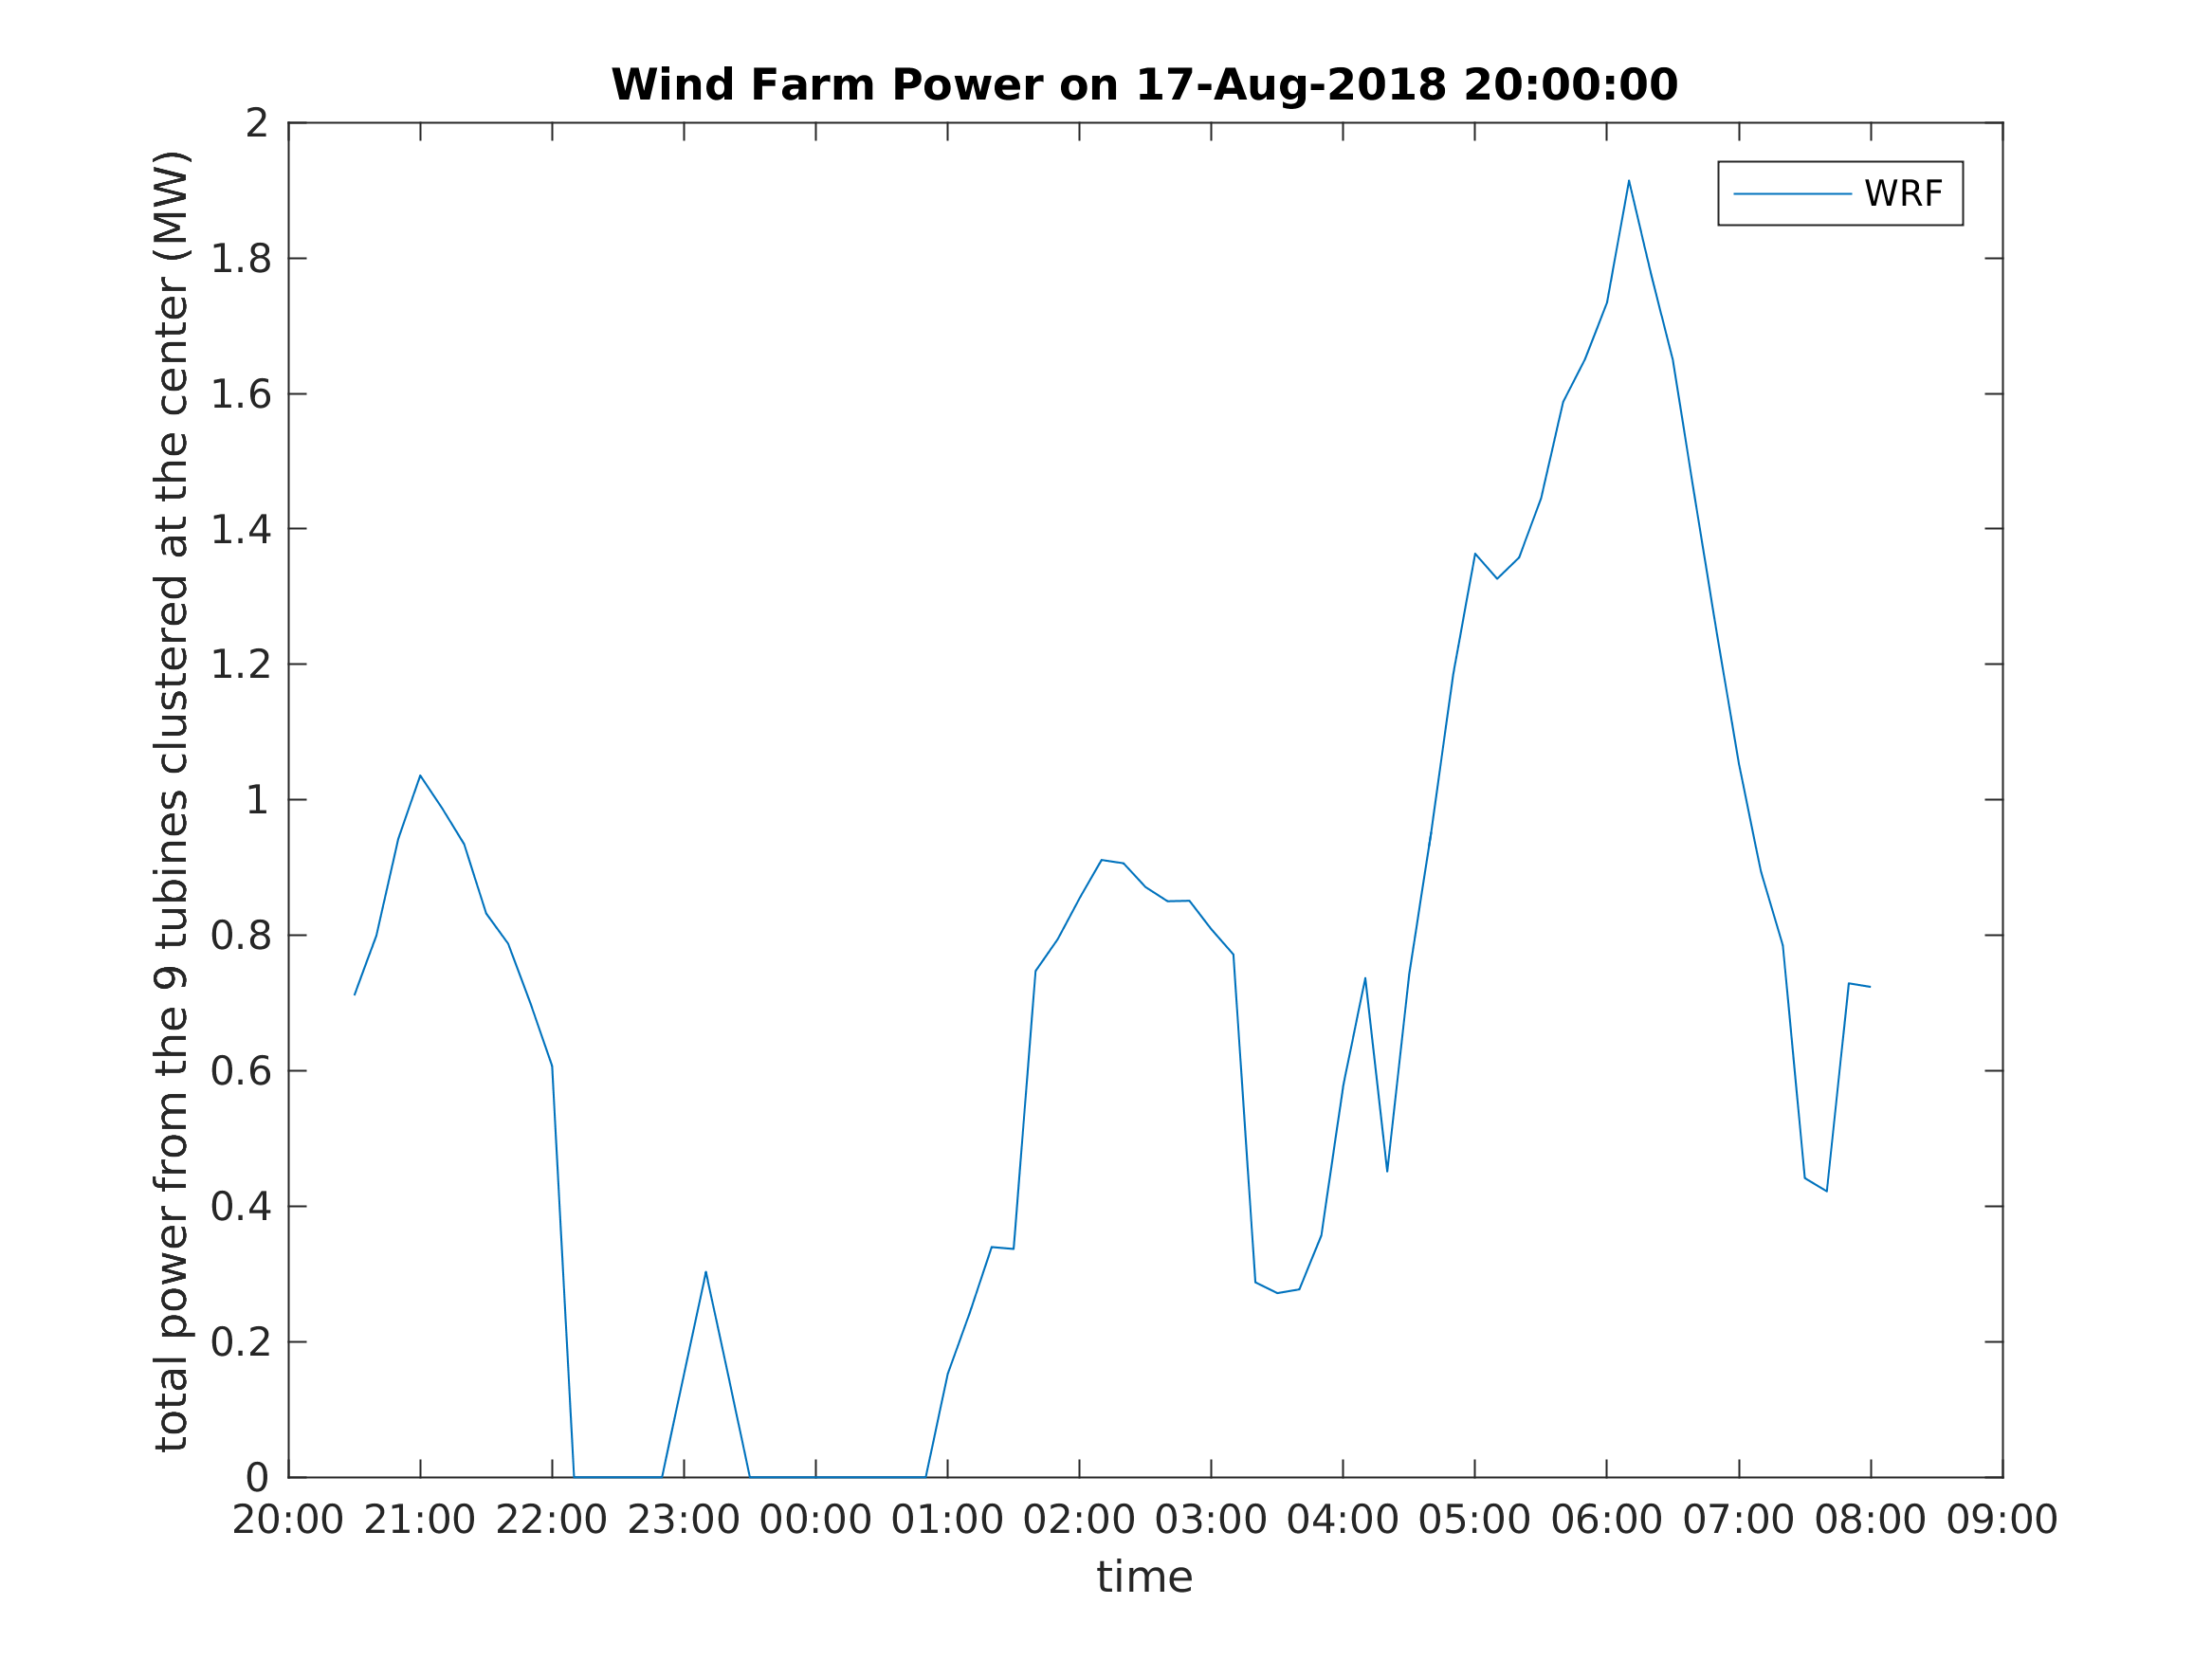 Wind Farm Power on 17-Aug-2018 20:00:00
total power from the 9 tubines clustered at the center (MW)
2
1.8
1.6
1.4
1.2
1
0.8
0.6
0.4
0.2
0
WRF
20:00 21:00 22:00 23:00 00:00 01:00 02:00 03:00 04:00 05:00 06:00 07:00 08:00 09:00
time